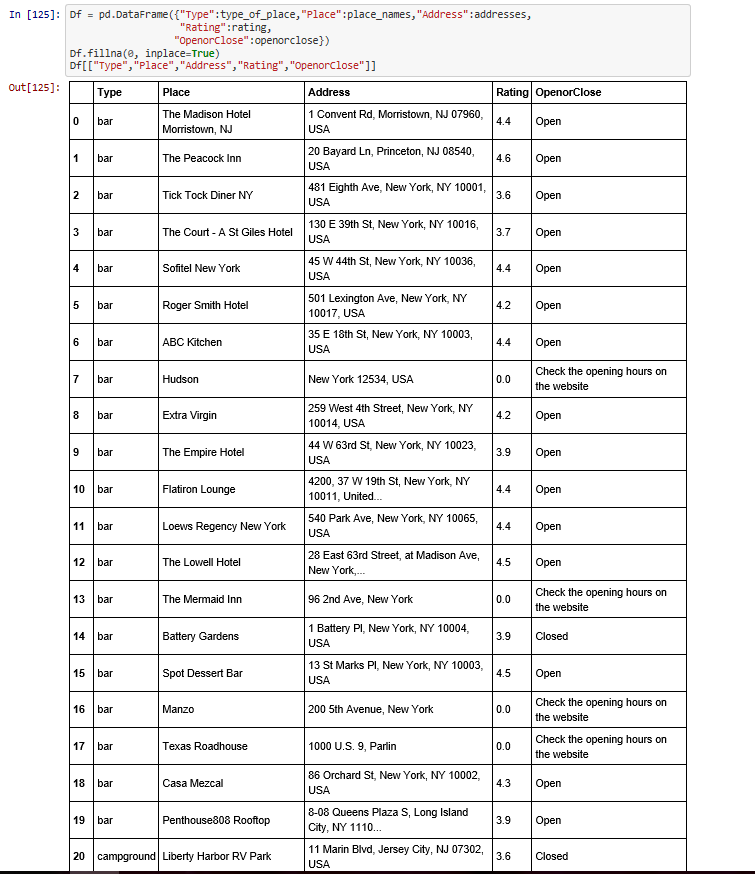 In [125]: Df = pd.DataFrame({"Type":type_of_place,"Place":place_names,"Address":addresses,
"Rating":rating,
"OpenorClose":openorclose})
Df.fillna(0, inplace=True)
Df[["Type","Place","Address","Rating","OpenorClose"]]
Out[125]:
Type Place Address Rating OpenorClose
0 bar The Madison Hotel Morristown, NJ 1 Convent Rd, Morristown, NJ 07960, USA 4.4 Open
1 bar The Peacock Inn 20 Bayard Ln, Princeton, NJ 08540, USA 4.6 Open
2 bar Tick Tock Diner NY 481 Eighth Ave, New York, NY 10001, USA 3.6 Open
3 bar The Court - A St Giles Hotel 130 E 39th St, New York, NY 10016, USA 3.7 Open
4 bar Sofitel New York 45 W 44th St, New York, NY 10036, USA 4.4 Open
5 bar Roger Smith Hotel 501 Lexington Ave, New York, NY 10017, USA 4.2 Open
6 bar ABC Kitchen 35 E 18th St, New York, NY 10003, USA 4.4 Open
7 bar Hudson New York 12534, USA 0.0 Check the opening hours on the website
8 bar Extra Virgin 259 West 4th Street, New York, NY 10014, USA 4.2 Open
9 bar The Empire Hotel 44 W 63rd St, New York, NY 10023, USA 3.9 Open
10 bar Flatiron Lounge 4200, 37 W 19th St, New York, NY 10011, United... 4.4 Open
11 bar Loews Regency New York 540 Park Ave, New York, NY 10065, USA 4.4 Open
12 bar The Lowell Hotel 28 East 63rd Street, at Madison Ave, New York,... 4.5 Open
13 bar The Mermaid Inn 96 2nd Ave, New York 0.0 Check the opening hours on the website
14 bar Battery Gardens 1 Battery Pl, New York, NY 10004, USA 3.9 Closed
15 bar Spot Dessert Bar 13 St Marks Pl, New York, NY 10003, USA 4.5 Open
16 bar Manzo 200 5th Avenue, New York 0.0 Check the opening hours on the website
17 bar Texas Roadhouse 1000 U.S. 9, Parlin 0.0 Check the opening hours on the website
18 bar Casa Mezcal 86 Orchard St, New York, NY 10002, USA 4.3 Open
19 bar Penthouse808 Rooftop 8-08 Queens Plaza S, Long Island City, NY 1110... 3.9 Open
20 campground Liberty Harbor RV Park 11 Marin Blvd, Jersey City, NJ 07302, USA 3.6 Closed